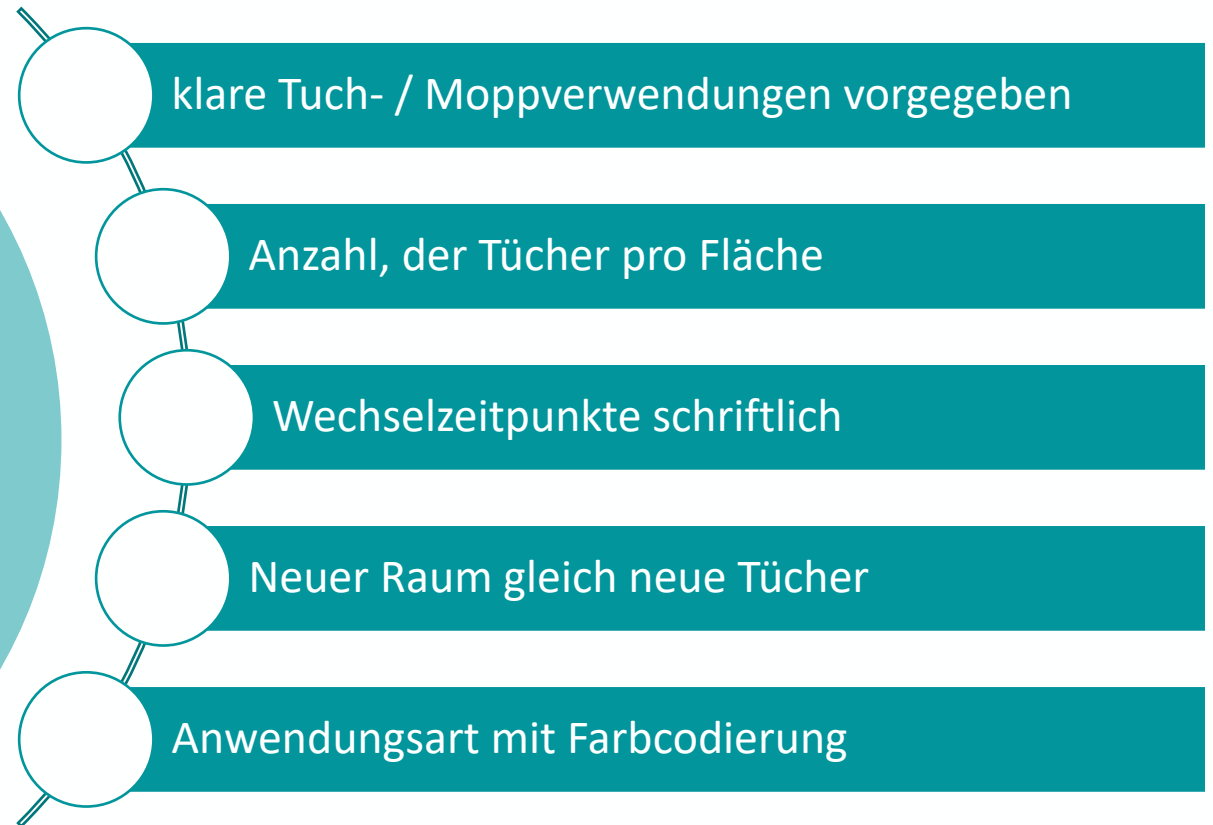 klare Tuch- / Moppverwendungen vorgegeben
Anzahl, der Tücher pro Fläche
Wechselzeitpunkte schriftlich
Neuer Raum gleich neue Tücher
Anwendungsart mit Farbcodierung